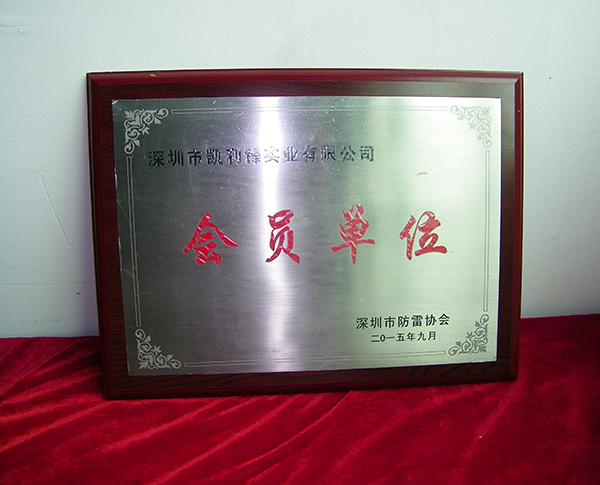 深圳市凯利锋实业有限公司
会员单位
深圳市防雷协会
二0一五年九月